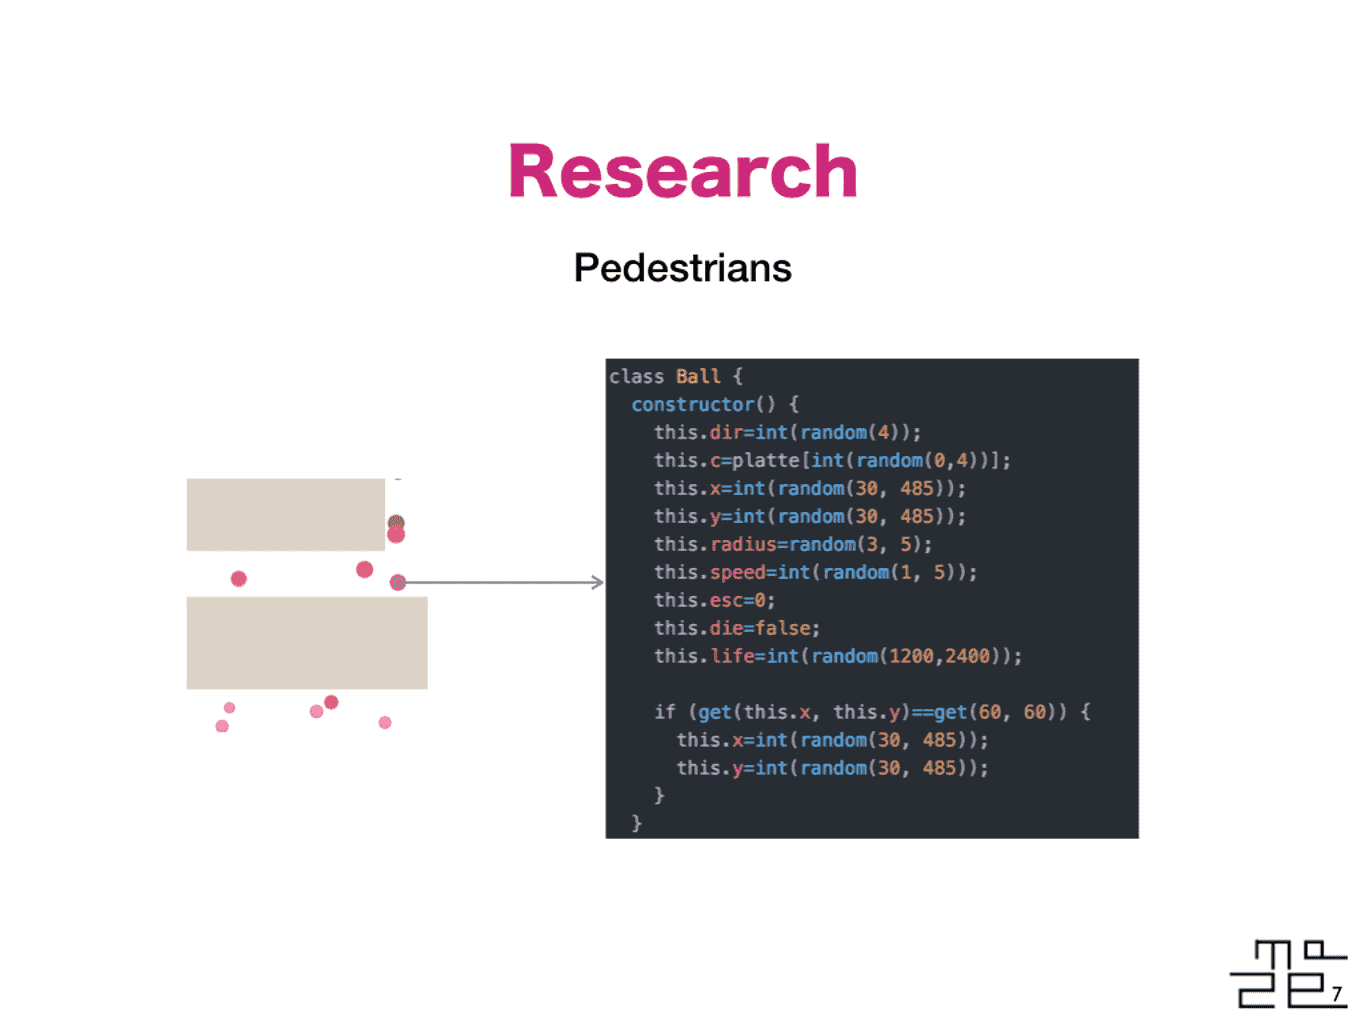 Research
Pedestrians
class Ball {
  constructor() {
    this.dir=int(random(4));
    this.c=platte[int(random(0,4))];
    this.x=int(random(30, 485));
    this.y=int(random(30, 485));
    this.radius=random(3, 5);
    this.speed=int(random(1, 5));
    this.esc=0;
    this.die=false;
    this.life=int(random(1200,2400));
    if (get(this.x, this.y)==get(60, 60)) {
      this.x=int(random(30, 485));
      this.y=int(random(30, 485));
    }
  }
ma
ze
7